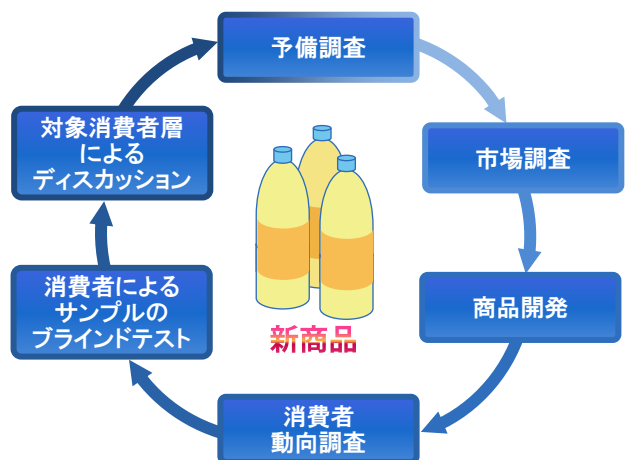 予備調査
市場調査
商品開発
消費者
動向調査
消費者による
サンプルの
ブラインドテスト
対象消費者層
による
ディスカッション
新商品